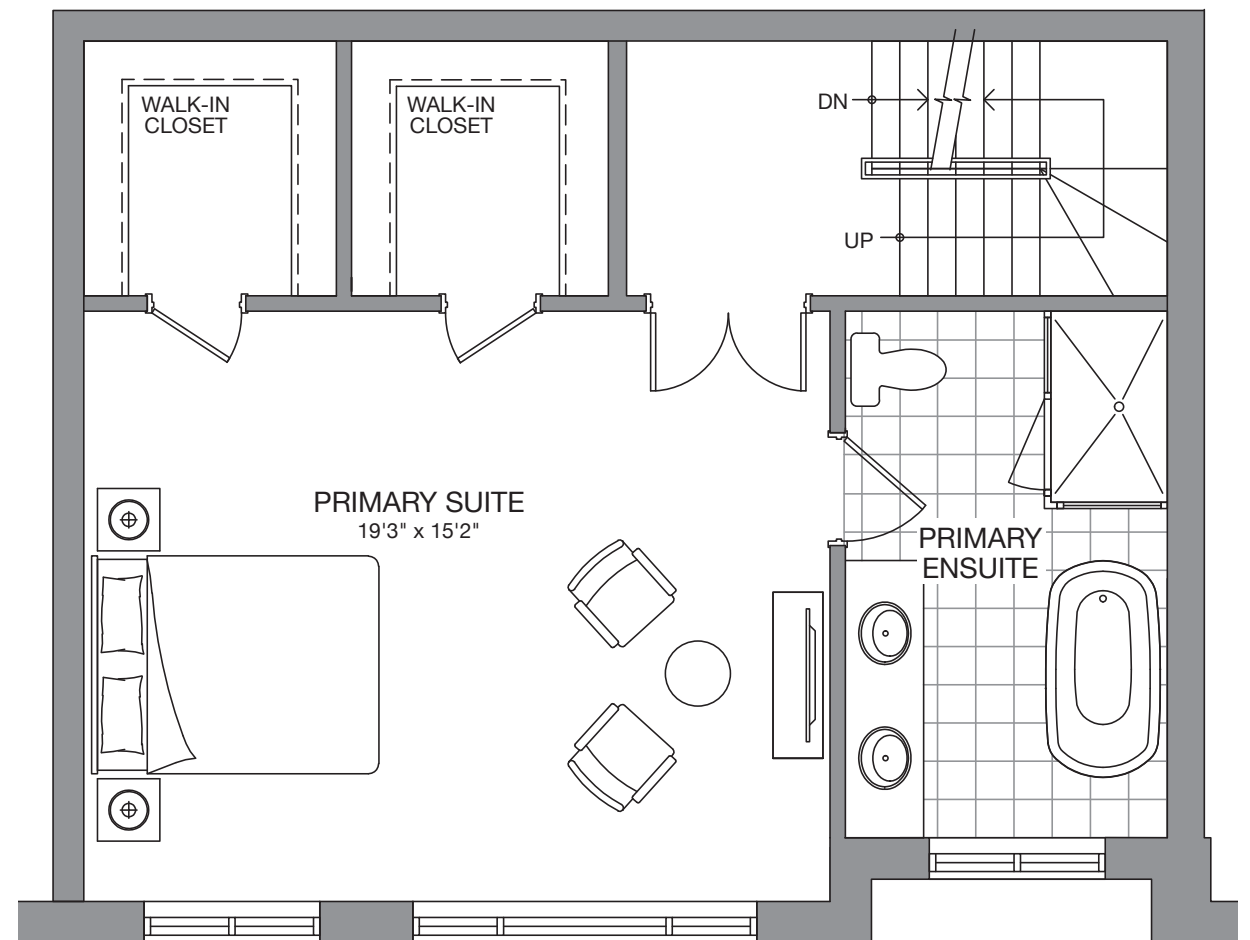 WALK-IN
CLOSET
WALK-IN
CLOSET
DN
UP
PRIMARY SUITE
19'3" x 15'2"
PRIMARY
ENSUITE